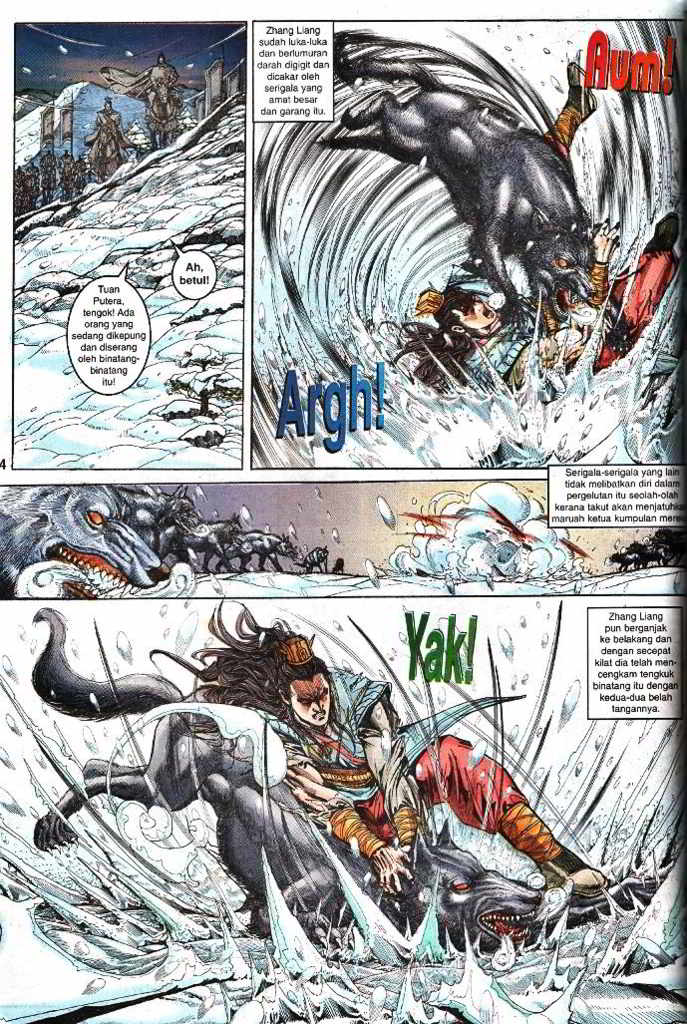 Tuan
Putera,
tengok! Ada
orang yang
sedang dikepung
dan diserang
oleh binatang-
binatang
itu!
Ah,
betul!
Zhang Liang
sudah luka-luka
dan berlumuran
darah digigit dan
dicakar oleh
serigala yang
amat besar
dan garang itu.
Aum!
Argh!
4
Serigala-serigala yang lain
tidak melibatkan diri dalam
pergelutan itu seolah-olah
kerana takut akan menjatuhk
maruah ketua kumpulan mere
Zhang Liang
pun berganjak
ke belakang dan
dengan secepat
kilat dia telah men-
cengkam tengkuk
binatang itu dengan
kedua-dua belah
tangannya.
Yak!